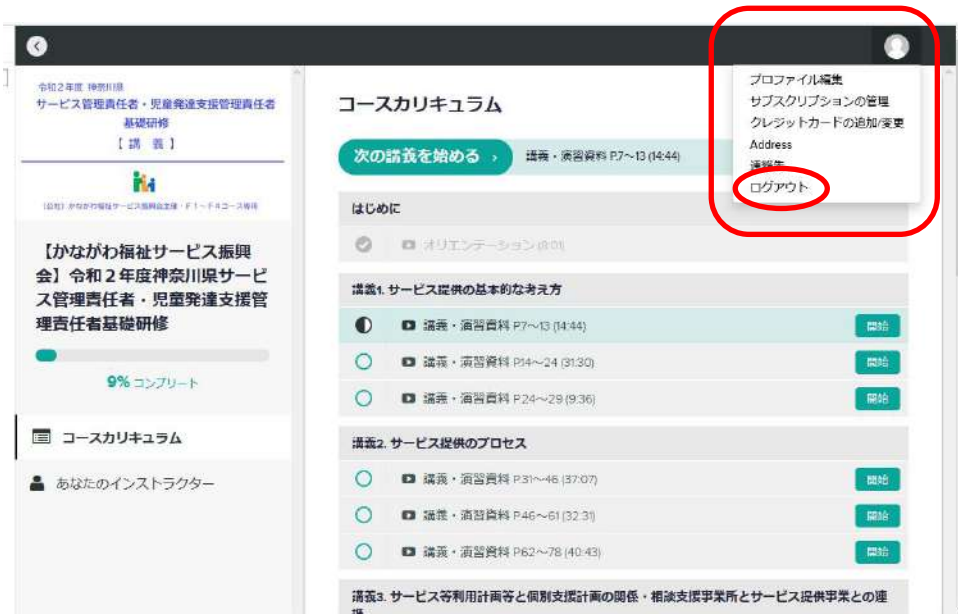 プロファイル編集
サブスクリプションの管理
クレジットカードの追加/変更
Address
連絡先
ログアウト
令和2年度 神奈川県
サービス管理責任者・児童発達支援管理責任者
基礎研修
【 講 義 】
【かながわ福祉サービス振興
会】令和2年度神奈川県サービ
ス管理責任者・児童発達支援管
理責任者基礎研修
9% コンプリート
コースカリキュラム
あなたのインストラクター
コースカリキュラム
次の講義を始める › 講義・演習資料 P.7～13 (14:44)
はじめに
オリエンテーション (8:01)
講義1. サービス提供の基本的な考え方
講義・演習資料 P.7～13 (14:44) 開始
講義・演習資料 P.14～24 (31:30) 開始
講義・演習資料 P.24～29 (9:36) 開始
講義2. サービス提供のプロセス
講義・演習資料 P.31～46 (37:07) 開始
講義・演習資料 P.46～61 (32:31) 開始
講義・演習資料 P.62～78 (40:43) 開始
講義3. サービス等利用計画等と個別支援計画の関係・相談支援事業所とサービス提供事業との連